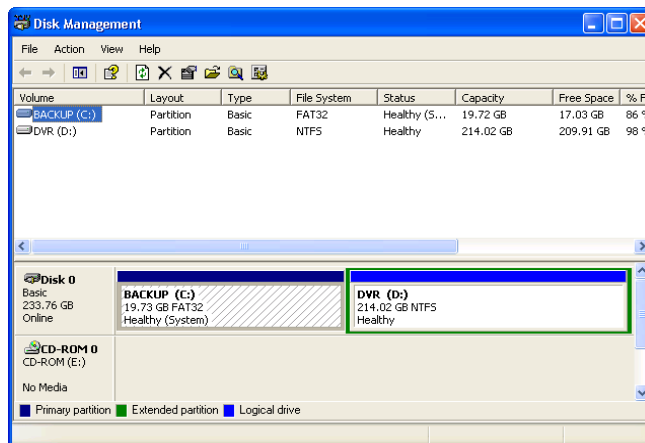 Disk Management
File Action View Help
Volume Layout Type File System Status Capacity Free Space % F
BACKUP (C:) Partition Basic FAT32 Healthy (S... 19.72 GB 17.03 GB 86 %
DVR (D:) Partition Basic NTFS Healthy 214.02 GB 209.91 GB 98 %
Disk 0
Basic
233.76 GB
Online
BACKUP (C:)
19.73 GB FAT32
Healthy (System)
DVR (D:)
214.02 GB NTFS
Healthy
CD-ROM 0
CD-ROM (E:)
No Media
Primary partition Extended partition Logical drive